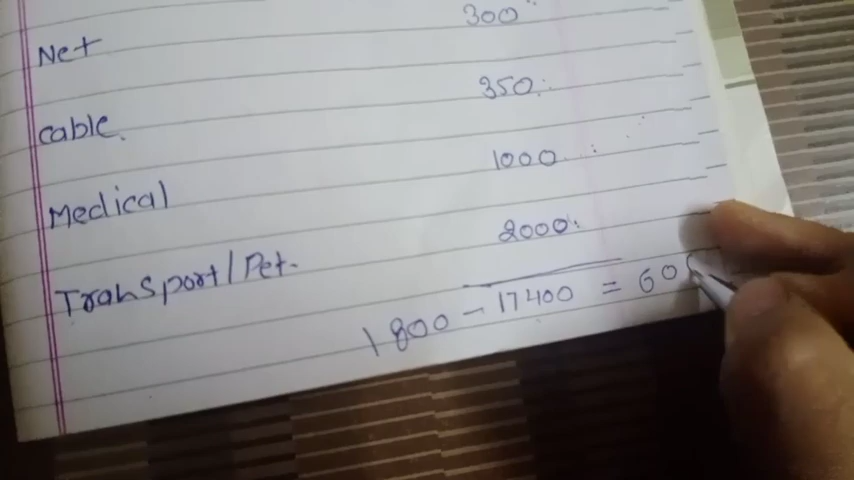 Net 300
cable. 350
Medical 1000
Transport/Pet. 2000
1800 - 17400 = 60